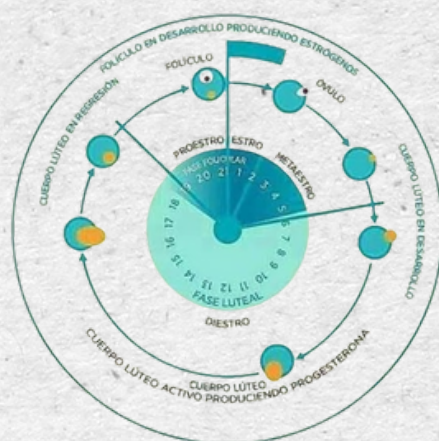 FOLÍCULO EN DESARROLLO PRODUCIENDO ESTRÓGENOS
FOLÍCULO
ÓVULO
CUERPO LÚTEO EN REGRESIÓN
CUERPO LÚTEO EN DESARROLLO
PROESTRO
ESTRO
METAESTRO
FASE FOLICULAR
1 2 3 4 5 6 7 8 9 10 11 12 13 14 15 16 17 18 19 20 21
FASE LUTEAL
DIESTRO
CUERPO LÚTEO
CUERPO LÚTEO ACTIVO PRODUCIENDO PROGESTERONA